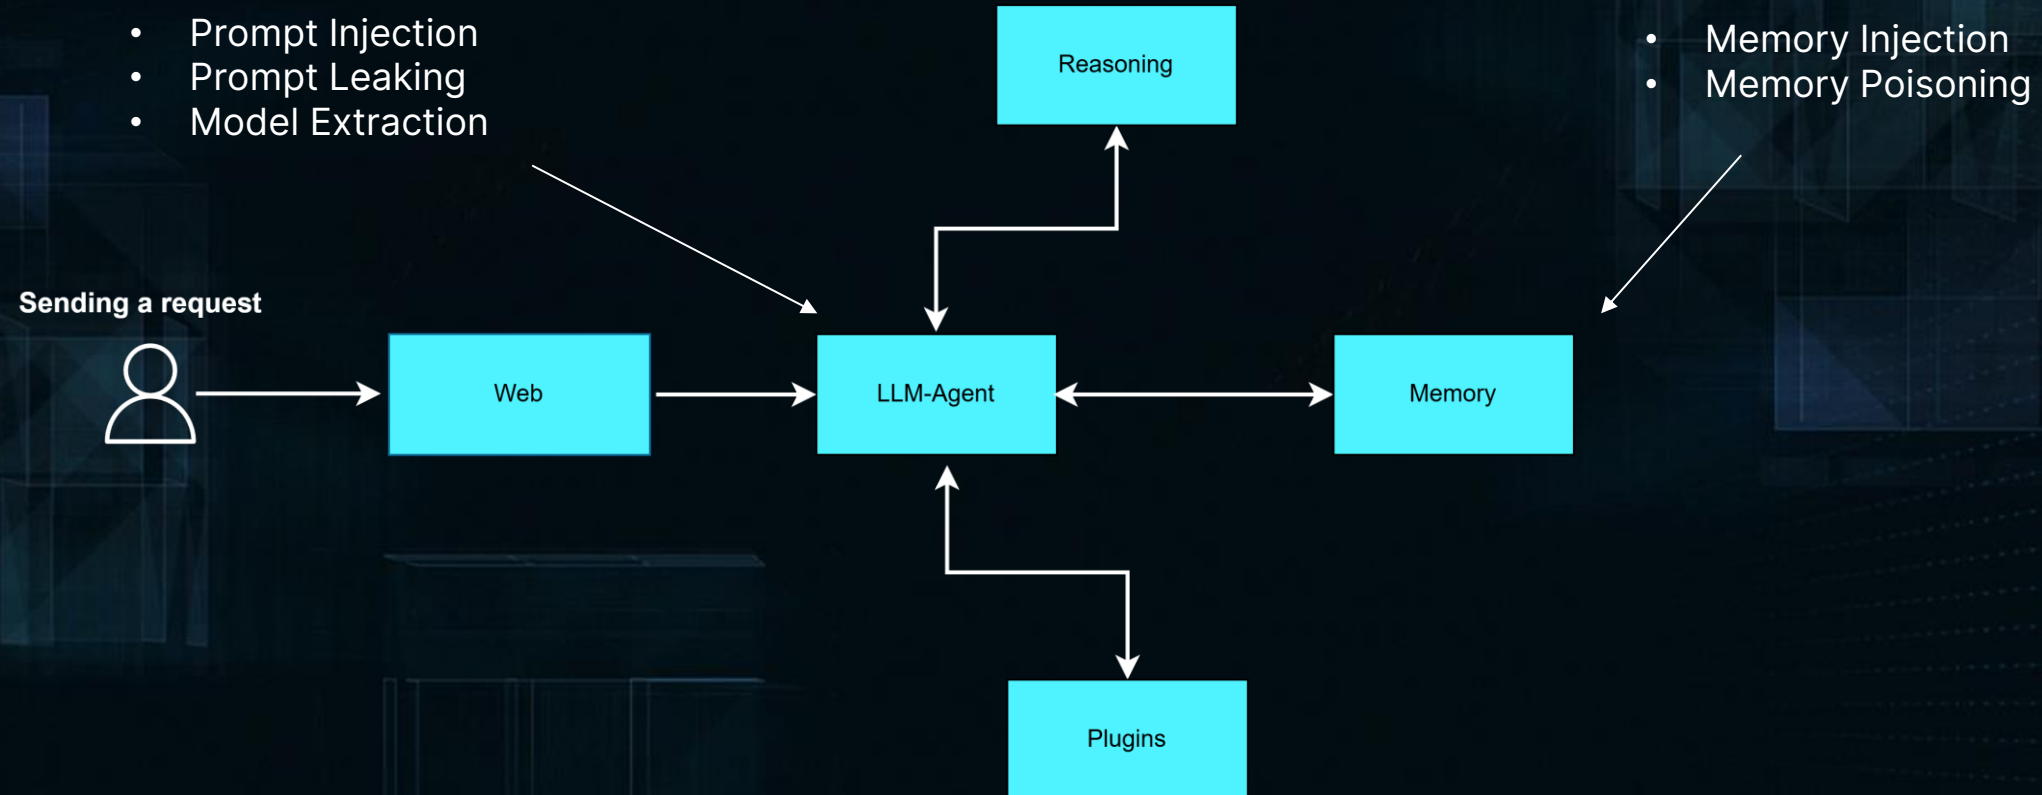 • Prompt Injection
• Prompt Leaking
• Model Extraction
Reasoning
• Memory Injection
• Memory Poisoning
Sending a request
Web
LLM-Agent
Memory
Plugins